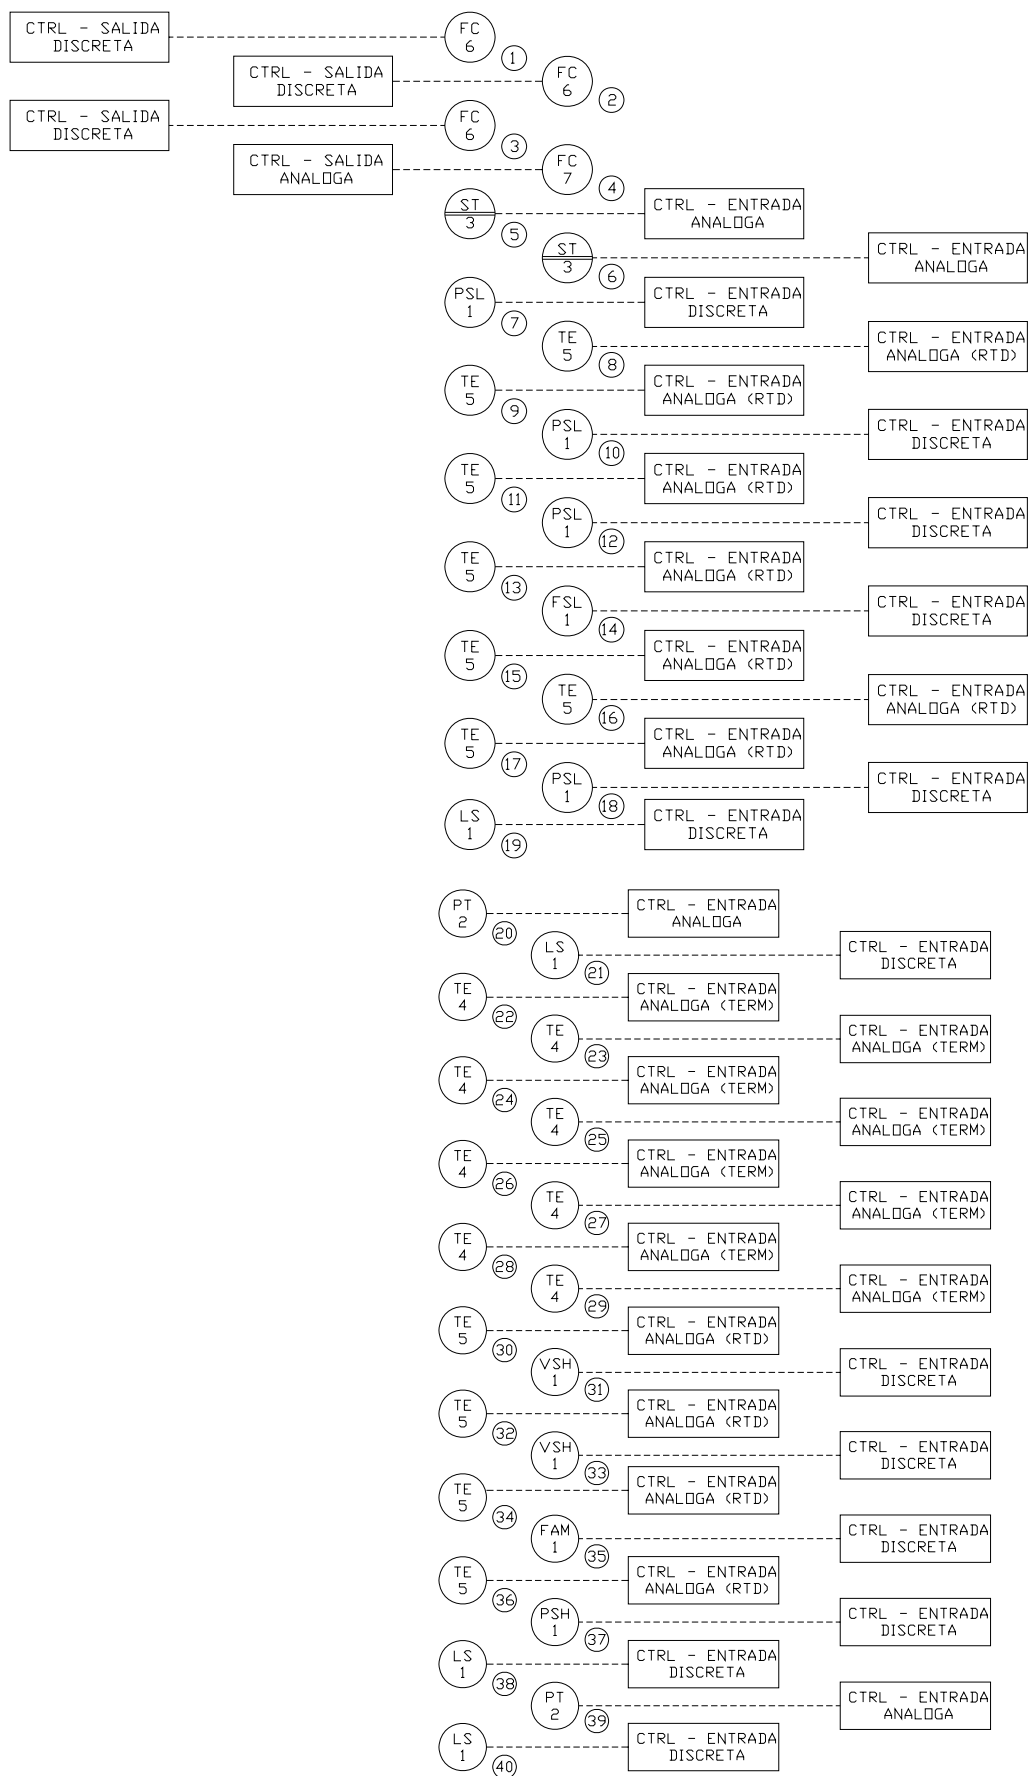 CTRL - SALIDA
DISCRETA
FC
6
1
CTRL - SALIDA
DISCRETA
FC
6
2
CTRL - SALIDA
DISCRETA
FC
6
3
CTRL - SALIDA
ANALOGA
FC
7
4
ST
3
5
CTRL - ENTRADA
ANALOGA
ST
3
6
CTRL - ENTRADA
ANALOGA
PSL
1
7
CTRL - ENTRADA
DISCRETA
TE
5
8
CTRL - ENTRADA
ANALOGA (RTD)
TE
5
9
CTRL - ENTRADA
ANALOGA (RTD)
PSL
1
10
CTRL - ENTRADA
DISCRETA
TE
5
11
CTRL - ENTRADA
ANALOGA (RTD)
PSL
1
12
CTRL - ENTRADA
DISCRETA
TE
5
13
CTRL - ENTRADA
ANALOGA (RTD)
FSL
1
14
CTRL - ENTRADA
DISCRETA
TE
5
15
CTRL - ENTRADA
ANALOGA (RTD)
TE
5
16
CTRL - ENTRADA
ANALOGA (RTD)
TE
5
17
CTRL - ENTRADA
ANALOGA (RTD)
PSL
1
18
CTRL - ENTRADA
DISCRETA
LS
1
19
CTRL - ENTRADA
DISCRETA
PT
2
20
CTRL - ENTRADA
ANALOGA
LS
1
21
CTRL - ENTRADA
DISCRETA
TE
4
22
CTRL - ENTRADA
ANALOGA (TERM)
TE
4
23
CTRL - ENTRADA
ANALOGA (TERM)
TE
4
24
CTRL - ENTRADA
ANALOGA (TERM)
TE
4
25
CTRL - ENTRADA
ANALOGA (TERM)
TE
4
26
CTRL - ENTRADA
ANALOGA (TERM)
TE
4
27
CTRL - ENTRADA
ANALOGA (TERM)
TE
4
28
CTRL - ENTRADA
ANALOGA (TERM)
TE
4
29
CTRL - ENTRADA
ANALOGA (TERM)
TE
5
30
CTRL - ENTRADA
ANALOGA (RTD)
VSH
1
31
CTRL - ENTRADA
DISCRETA
TE
5
32
CTRL - ENTRADA
ANALOGA (RTD)
VSH
1
33
CTRL - ENTRADA
DISCRETA
TE
5
34
CTRL - ENTRADA
ANALOGA (RTD)
FAM
1
35
CTRL - ENTRADA
DISCRETA
TE
5
36
CTRL - ENTRADA
ANALOGA (RTD)
PSH
1
37
CTRL - ENTRADA
DISCRETA
LS
1
38
CTRL - ENTRADA
DISCRETA
PT
2
39
CTRL - ENTRADA
ANALOGA
LS
1
40
CTRL - ENTRADA
DISCRETA